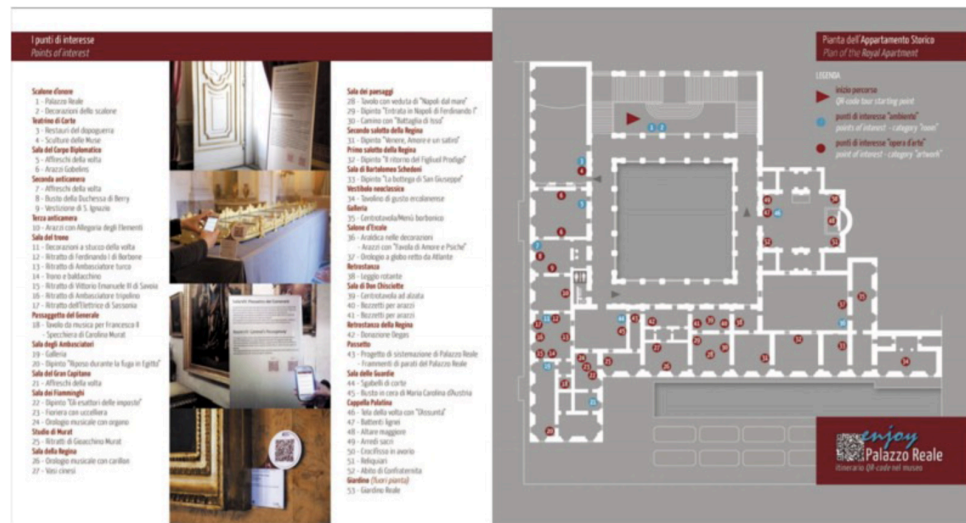 I punti di interesse
Points of interest
Scalone d'onore
1 - Palazzo Reale
2 - Decorazioni dello scalone
Teatrino di Corte
3 - Restauri del dopoguerra
4 - Sculture delle Muse
Sala del Corpo Diplomatico
5 - Affreschi della volta
6 - Arazzi Gobelins
Seconda anticamera
7 - Affreschi della volta
8 - Busto della Duchessa di Berry
9 - Vestizione di S. Ignazio
Terza anticamera
10 - Arazzi con Allegoria degli Elementi
Sala del trono
11 - Decorazioni a stucco della volta
12 - Ritratto di Ferdinando I di Borbone
13 - Ritratto di Ambasciatore turco
14 - Trono e baldacchino
15 - Ritratto di Vittorio Emanuele III di Savoia
16 - Ritratto di Ambasciatore tripolino
17 - Ritratto dell'Elettrice di Sassonia
Passaggetto del Generale
18 - Tavolo da musica per Francesco II
- Specchiera di Carolina Murat
Sala degli Ambasciatori
19 - Galleria
20 - Dipinto "Riposo durante la fuga in Egitto"
Sala del Gran Capitano
21 - Affreschi della volta
Sala dei Fiamminghi
22 - Dipinto "Gli esattori delle imposte"
23 - Fioriera con uccelliera
24 - Orologio musicale con organo
Studio di Murat
25 - Ritratti di Gioacchino Murat
Sala della Regina
26 - Orologio musicale con carillon
27 - Vasi cinesi
Sala dei paesaggi
28 - Tavolo con veduta di "Napoli dal mare"
29 - Dipinto "Entrata in Napoli di Ferdinando I"
30 - Camino con "Battaglia di Isso"
Secondo salotto della Regina
31 - Dipinto "Venere, Amore e un satiro"
Primo salotto della Regina
32 - Dipinto "Il ritorno del Figliuol Prodigo"
Sala di Bartolomeo Schedoni
33 - Dipinto "La bottega di San Giuseppe"
Vestibolo neoclassico
34 - Tavolino di gusto ercolanense
Galleria
35 - Centrotavola/Menù borbonico
Salone d'Ercole
36 - Araldica nelle decorazioni
- Arazzi con "Favola di Amore e Psiche"
37 - Orologio a globo retto da Atlante
Retrostanza
38 - Leggio rotante
Sala di Don Chisciotte
39 - Centrotavola ad alzata
40 - Bozzetti per arazzi
41 - Bozzetti per arazzi
Retrostanza della Regina
42 - Donazione Degas
Passetto
43 - Progetto di sistemazione di Palazzo Reale
- Frammenti di parati del Palazzo Reale
Sala delle Guardie
44 - Sgabelli di corte
45 - Busto in cera di Maria Carolina d'Austria
Cappella Palatina
46 - Tela della volta con "L'Assunta"
47 - Battenti lignei
48 - Altare maggiore
49 - Arredi sacri
50 - Crocifisso in avorio
51 - Reliquiari
52 - Abito di Confraternita
Giardino (fuori pianta)
53 - Giardino Reale
Pianta dell'Appartamento Storico
Plan of the Royal Apartment
LEGENDA
inizio percorso
QR code tour starting point
punti di interesse "ambiente"
points of interest - category "room"
punti di interesse "opera d'arte"
point of interest - category "artwork"
enjoy
Palazzo Reale
itinerario QR-code nel museo